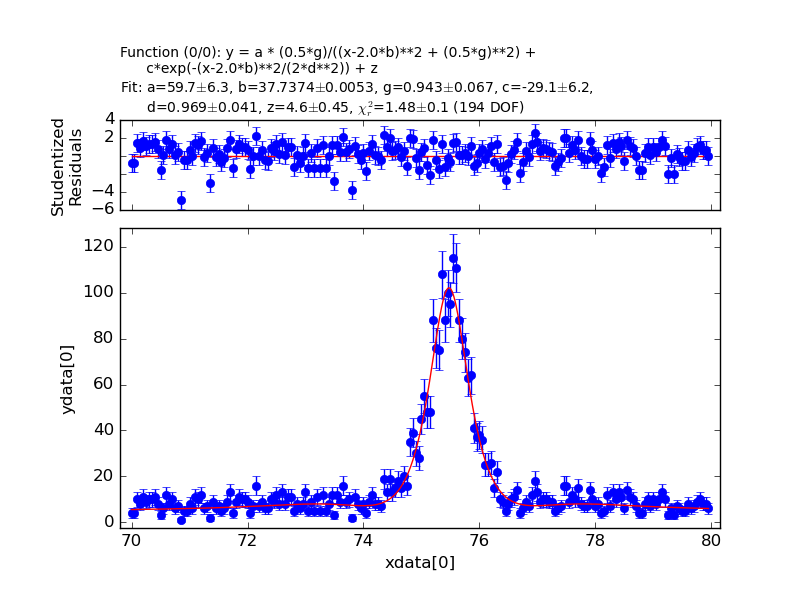 Function (0/0): y = a * (0.5*g)/((x-2.0*b)**2 + (0.5*g)**2) +
c*exp(-(x-2.0*b)**2/(2*d**2)) + z
Fit: a=59.7±6.3, b=37.7374±0.0053, g=0.943±0.067, c=-29.1±6.2,
d=0.969±0.041, z=4.6±0.45, χ²ᵣ=1.48±0.1 (194 DOF)
4
2
−4
−6
Studentized
Residuals
120
100
80
60
40
20
0
ydata[0]
70 72 74 76 78 80
xdata[0]